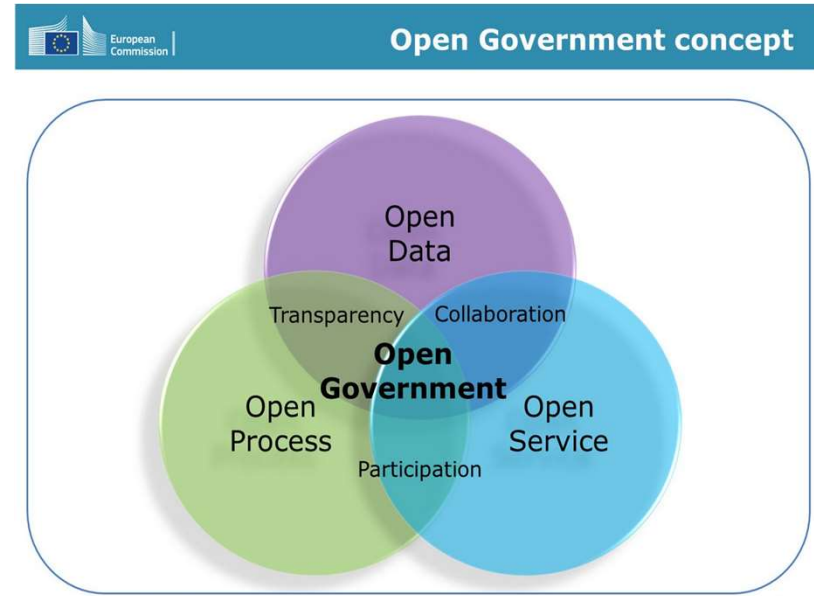 European
Commission
Open Government concept
Open
Data
Transparency
Collaboration
Open
Government
Open
Process
Open
Service
Participation